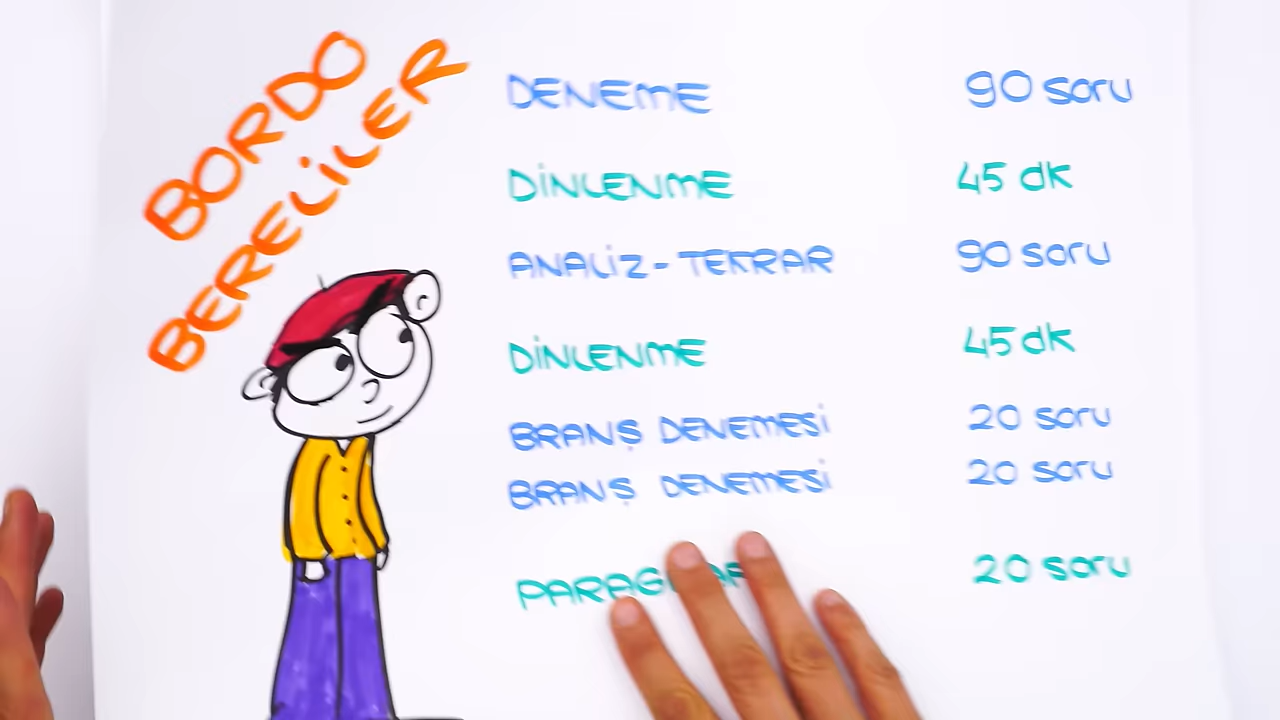 BORDO
BERELİLER
DENEME 90 soru
DİNLENME 45 dk
ANALİZ-TEKRAR 90 soru
DİNLENME 45 dk
BRANŞ DENEMESİ 20 soru
BRANŞ DENEMESİ 20 soru
PARAGRAF 20 soru